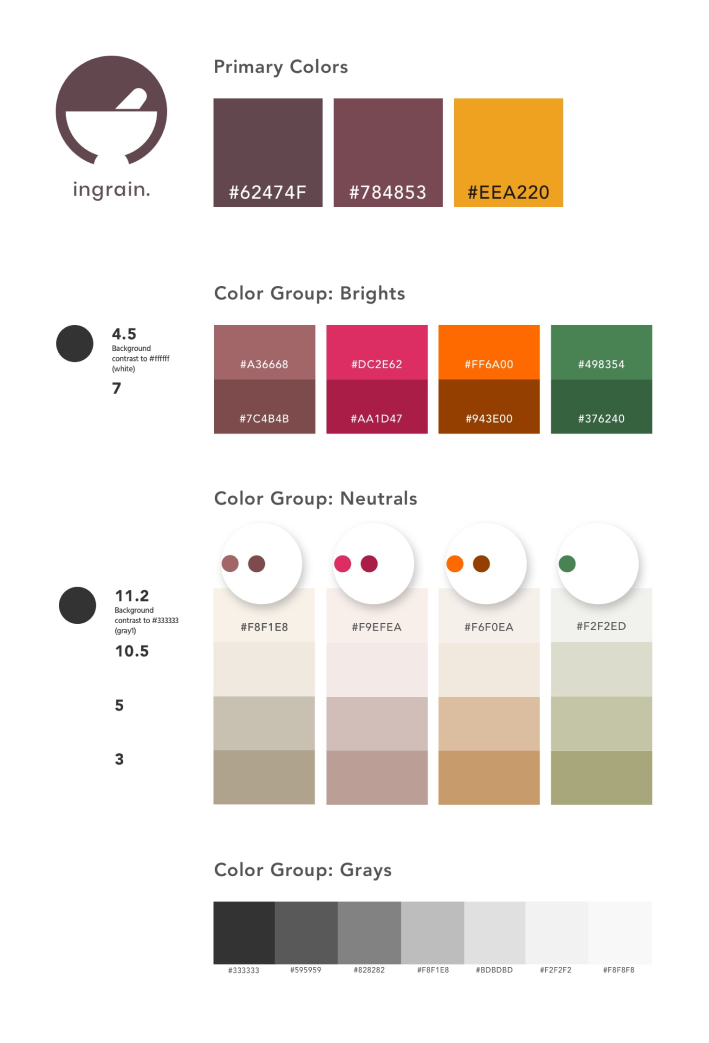 Primary Colors
#62474F
#784853
#EEA220
ingrain.
Color Group: Brights
4.5
Background
contrast to #ffffff
(white)
7
#A36668
#DC2E62
#FF6A00
#498354
#7C4B4B
#AA1D47
#943E00
#376240
Color Group: Neutrals
11.2
Background
contrast to #333333
(gray1)
10.5
5
3
#F8F1E8
#F9EFEA
#F6F0EA
#F2F2ED
Color Group: Grays
#333333
#595959
#828282
#F8F1E8
#BDBDBD
#F2F2F2
#F8F8F8